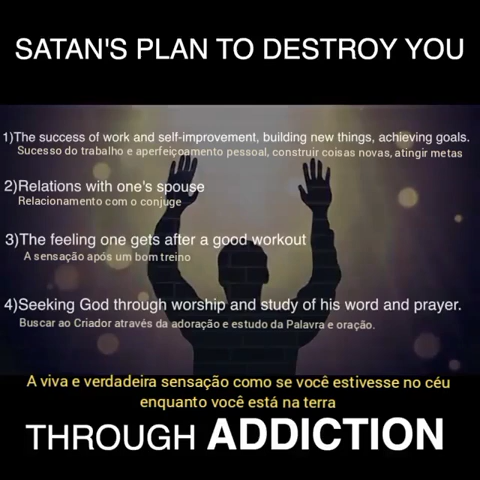 SATAN'S PLAN TO DESTROY YOU
1)The success of work and self-improvement, building new things, achieving goals.
Sucesso do trabalho e aperfeiçoamento pessoal, construir coisas novas, atingir metas
2)Relations with one's spouse
Relacionamento com o conjuge
3)The feeling one gets after a good workout
A sensação após um bom treino
4)Seeking God through worship and study of his word and prayer.
Buscar ao Criador através da adoração e estudo da Palavra e oração.
A viva e verdadeira sensação como se você estivesse no céu
enquanto você está na terra
THROUGH ADDICTION